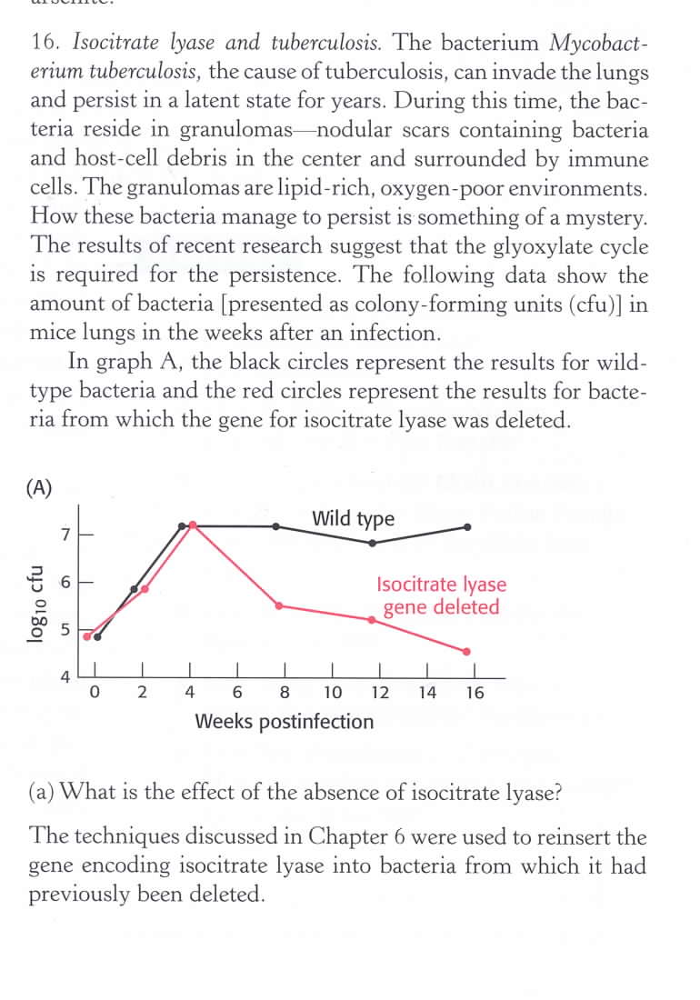 16. Isocitrate lyase and tuberculosis. The bacterium Mycobact-
erium tuberculosis, the cause of tuberculosis, can invade the lungs
and persist in a latent state for years. During this time, the bac-
teria reside in granulomas—nodular scars containing bacteria
and host-cell debris in the center and surrounded by immune
cells. The granulomas are lipid-rich, oxygen-poor environments.
How these bacteria manage to persist is something of a mystery.
The results of recent research suggest that the glyoxylate cycle
is required for the persistence. The following data show the
amount of bacteria [presented as colony-forming units (cfu)] in
mice lungs in the weeks after an infection.
In graph A, the black circles represent the results for wild-
type bacteria and the red circles represent the results for bacte-
ria from which the gene for isocitrate lyase was deleted.
(A)
Wild type
7
6
5
4
log10 cfu
Isocitrate lyase
gene deleted
0 2 4 6 8 10 12 14 16
Weeks postinfection
(a) What is the effect of the absence of isocitrate lyase?
The techniques discussed in Chapter 6 were used to reinsert the
gene encoding isocitrate lyase into bacteria from which it had
previously been deleted.